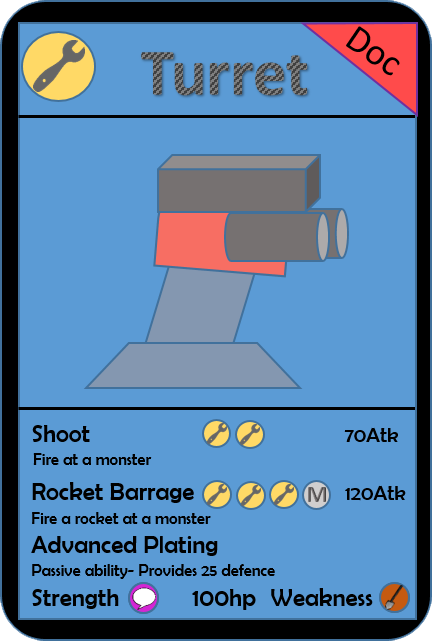 Turret
Doc
Shoot 70Atk
Fire at a monster
Rocket Barrage M 120Atk
Fire a rocket at a monster
Advanced Plating
Passive ability- Provides 25 defence
Strength 100hp Weakness